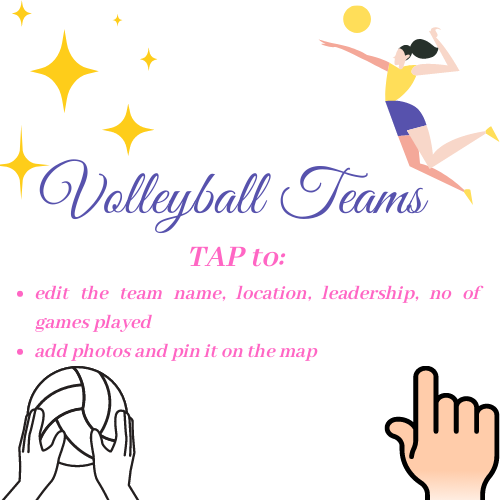 Volleyball Teams
TAP to:
• edit the team name, location, leadership, no of
games played
• add photos and pin it on the map